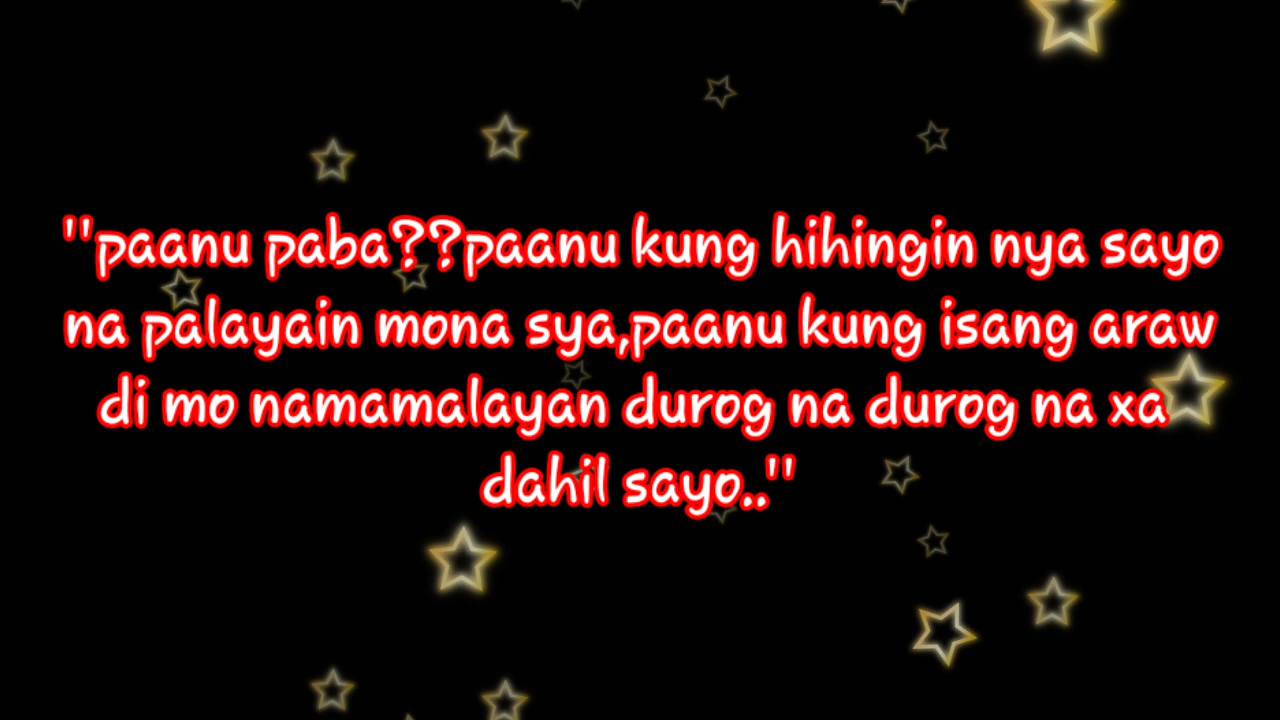 "paanu paba??paanu kung hihingin nya sayo
na palayain mona sya,paanu kung isang araw
di mo namamalayan durog na durog na xa
dahil sayo.."